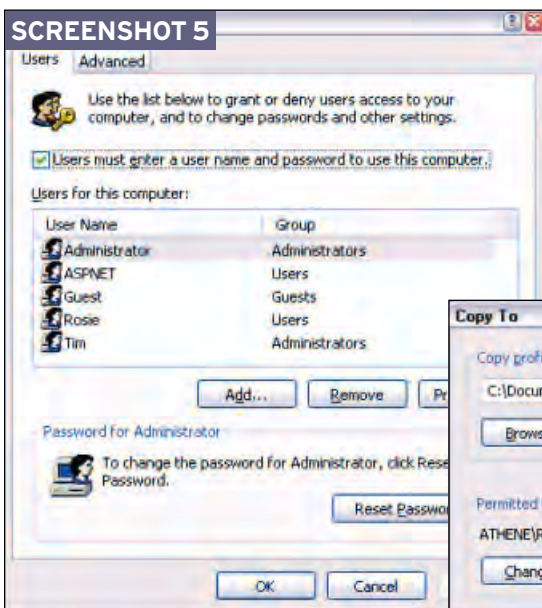 SCREENSHOT 5
Users Advanced
Use the list below to grant or deny users access to your
computer, and to change passwords and other settings.
Users must enter a user name and password to use this computer.
Users for this computer:
User Name Group
Administrator Administrators
ASPNET Users
Guest Guests
Rosie Users
Tim Administrators
Add... Remove Pr
Password for Administrator
To change the password for Administrator, click Rese
Password.
Reset Passwo
OK Cancel
Copy To
Copy prof
C:\Docu
Brows
Permitted
ATHENE\R
Chang